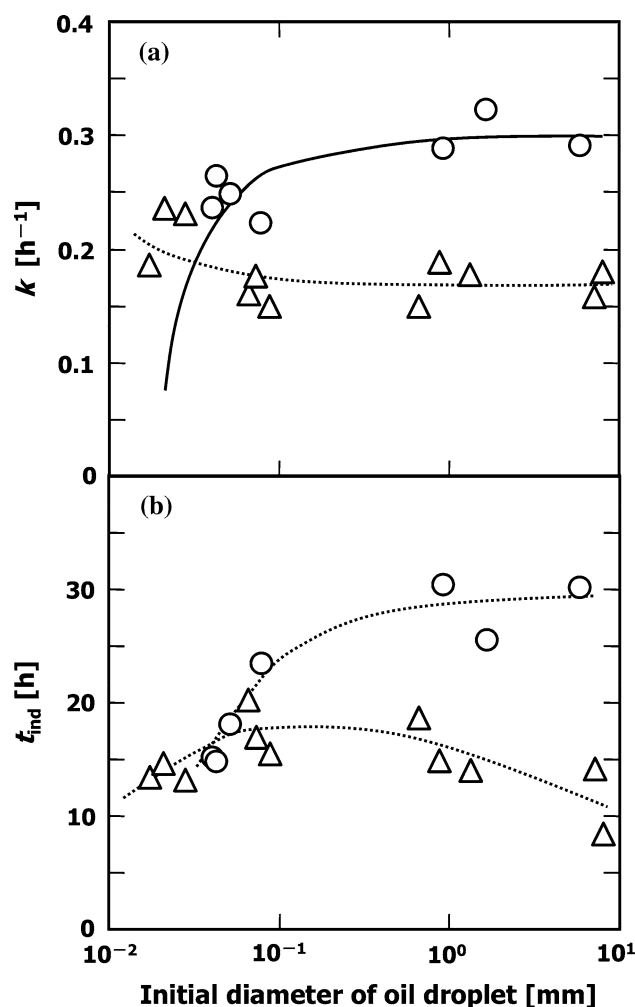 0.4
(a)
0.3
0.2
0.1
0
k [h⁻¹]
(b)
30
20
10
0
t_ind [h]
10⁻² 10⁻¹ 10⁰ 10¹
Initial diameter of oil droplet [mm]